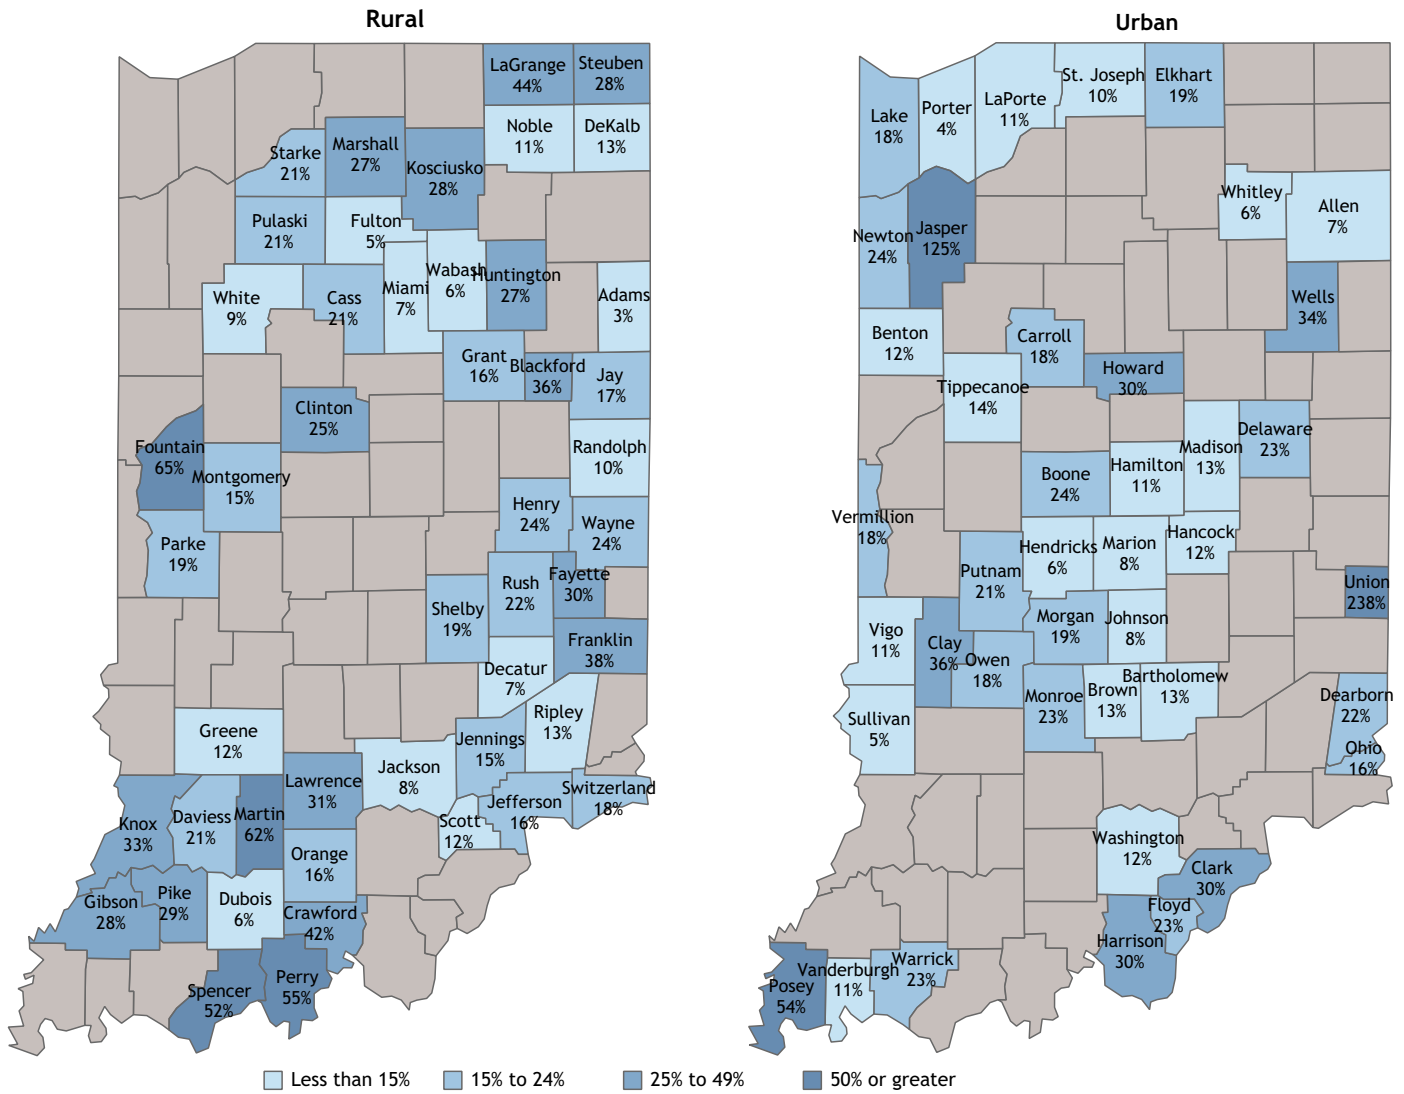 Rural
LaGrange
44%
Steuben
28%
Noble
11%
DeKalb
13%
Starke
21%
Marshall
27%
Kosciusko
28%
Pulaski
21%
Fulton
5%
White
9%
Cass
21%
Miami
7%
Wabash
6%
Huntington
27%
Adams
3%
Grant
16%
Blackford
36%
Jay
17%
Clinton
25%
Fountain
65%
Montgomery
15%
Randolph
10%
Henry
24%
Wayne
24%
Parke
19%
Rush
22%
Fayette
30%
Shelby
19%
Franklin
38%
Decatur
7%
Ripley
13%
Greene
12%
Jennings
15%
Jackson
8%
Lawrence
31%
Knox
33%
Daviess
21%
Martin
62%
Scott
12%
Jefferson
16%
Switzerland
18%
Orange
16%
Gibson
28%
Pike
29%
Dubois
6%
Crawford
42%
Spencer
52%
Perry
55%
Urban
Lake
18%
Porter
4%
LaPorte
11%
St. Joseph
10%
Elkhart
19%
Newton
24%
Jasper
125%
Whitley
6%
Allen
7%
Wells
34%
Benton
12%
Carroll
18%
Howard
30%
Tippecanoe
14%
Madison
13%
Delaware
23%
Boone
24%
Hamilton
11%
Vermillion
18%
Hendricks
6%
Marion
8%
Hancock
12%
Putnam
21%
Union
238%
Morgan
19%
Johnson
8%
Vigo
11%
Clay
36%
Owen
18%
Monroe
23%
Brown
13%
Bartholomew
13%
Dearborn
22%
Ohio
16%
Sullivan
5%
Washington
12%
Clark
30%
Floyd
23%
Harrison
30%
Posey
54%
Vanderburgh
11%
Warrick
23%
Less than 15%
15% to 24%
25% to 49%
50% or greater